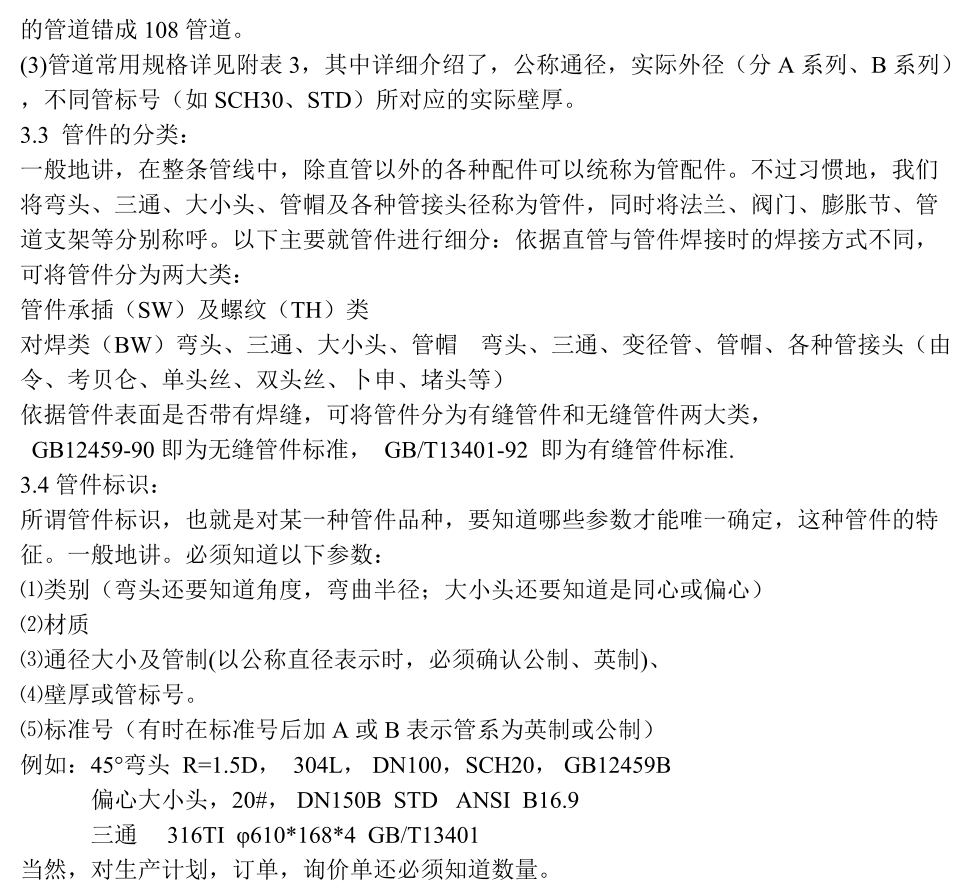 的管道错成 108 管道。
(3)管道常用规格详见附表 3，其中详细介绍了，公称通径，实际外径（分 A 系列、B 系列）
，不同管标号（如 SCH30、STD）所对应的实际壁厚。
3.3 管件的分类：
一般地讲，在整条管线中，除直管以外的各种配件可以统称为管配件。不过习惯地，我们
将弯头、三通、大小头、管帽及各种管接头径称为管件，同时将法兰、阀门、膨胀节、管
道支架等分别称呼。以下主要就管件进行细分：依据直管与管件焊接时的焊接方式不同，
可将管件分为两大类：
管件承插（SW）及螺纹（TH）类
对焊类（BW）弯头、三通、大小头、管帽　弯头、三通、变径管、管帽、各种管接头（由
令、考贝仑、单头丝、双头丝、卜申、堵头等）
依据管件表面是否带有焊缝，可将管件分为有缝管件和无缝管件两大类，
GB12459-90 即为无缝管件标准， GB/T13401-92 即为有缝管件标准.
3.4 管件标识：
所谓管件标识，也就是对某一种管件品种，要知道哪些参数才能唯一确定，这种管件的特
征。一般地讲。必须知道以下参数：
⑴类别（弯头还要知道角度，弯曲半径；大小头还要知道是同心或偏心）
⑵材质
⑶通径大小及管制(以公称直径表示时，必须确认公制、英制)、
⑷壁厚或管标号。
⑸标准号（有时在标准号后加 A 或 B 表示管系为英制或公制）
例如：45°弯头 R=1.5D， 304L， DN100，SCH20， GB12459B
偏心大小头，20#， DN150B STD ANSI B16.9
三通 316TI φ610*168*4 GB/T13401
当然，对生产计划，订单，询价单还必须知道数量。